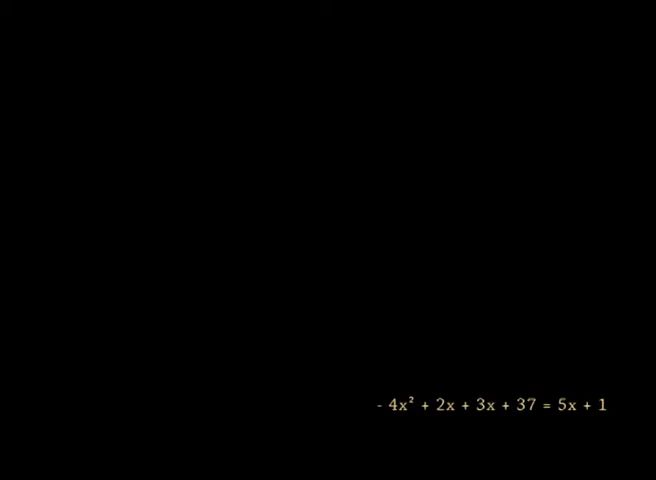 - 4x² + 2x + 3x + 37 = 5x + 1